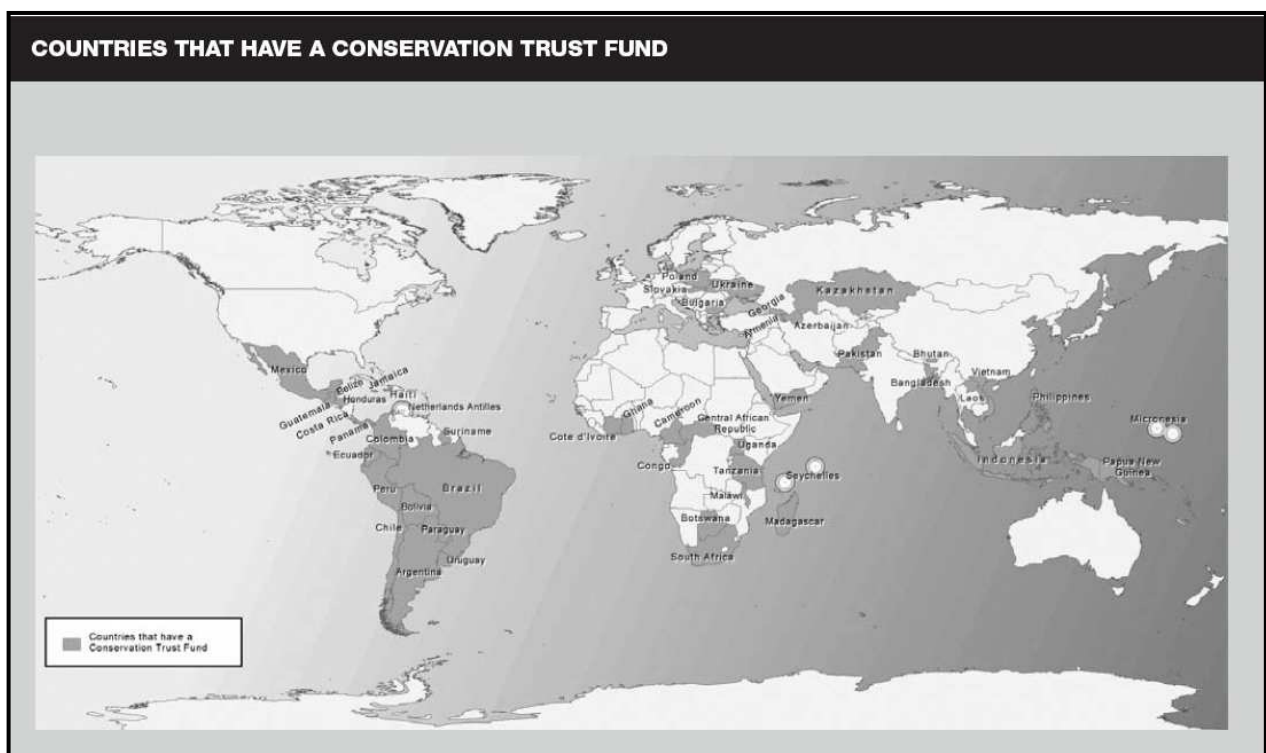 COUNTRIES THAT HAVE A CONSERVATION TRUST FUND
Poland
Slovakia
Ukraine
Bulgaria
Georgia
Armenia
Kazakhstan
Azerbaijan
Mexico
Belize
Jamaica
Haiti
Honduras
Netherlands Antilles
Guatemala
Costa Rica
Panama
Colombia
Suriname
Ecuador
Peru
Brazil
Bolivia
Chile
Paraguay
Uruguay
Argentina
Cote d'Ivoire
Ghana
Cameroon
Central African
Republic
Uganda
Congo
Tanzania
Seychelles
Malawi
Botswana
Madagascar
South Africa
Yemen
Pakistan
Bhutan
Bangladesh
Vietnam
Laos
Philippines
Micronesia
Indonesia
Papua New
Guinea
Countries that have a
Conservation Trust Fund